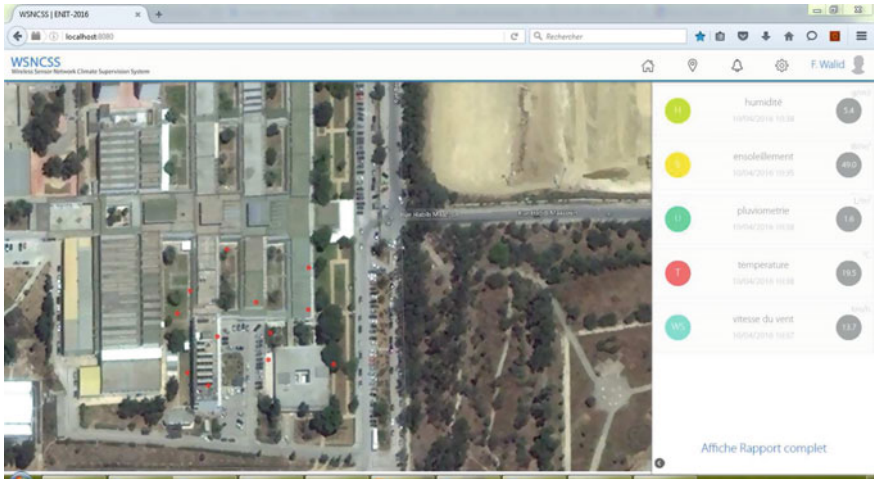 WSNCSS | ENIT-2016
localhost:8080
Rechercher
WSNCSS
Wireless Sensor Network Climate Supervision System
F. Walid
H
humidité
10/04/2016 10:38
5.4
ensoleillement
10/04/2016 10:39
49.0
U
pluviometrie
10/04/2016 10:38
1.6
T
temperature
10/04/2016 10:38
19.5
WS
vitesse du vent
10/04/2016 10:37
13.7
Affiche Rapport complet